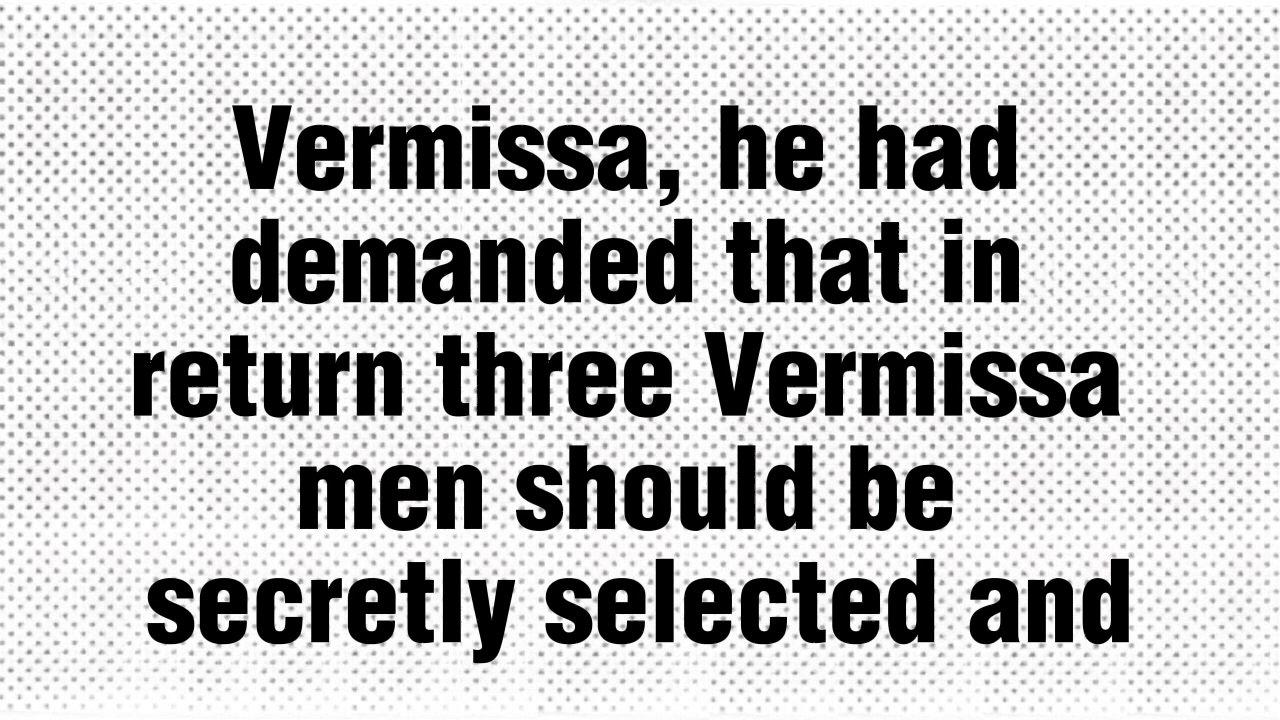 Vermissa, he had
demanded that in
return three Vermissa
men should be
secretly selected and